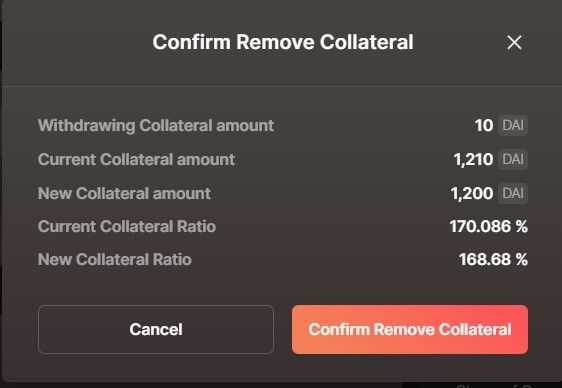 Confirm Remove Collateral
Withdrawing Collateral amount 10 DAI
Current Collateral amount 1,210 DAI
New Collateral amount 1,200 DAI
Current Collateral Ratio 170.086 %
New Collateral Ratio 168.68 %
Cancel Confirm Remove Collateral